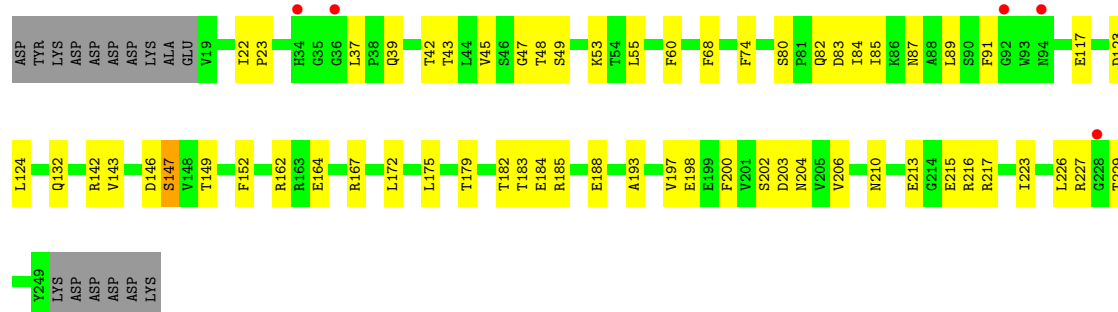 ASP TYR LYS ASP ASP ASP ASP LYS ALA GLU V19 I22 P23 H34 G35 G36 L37 P38 Q39 T42 T43 L44 V45 S46 G47 T48 S49 K53 T54 L55 F60 F68 F74 S80 P81 Q82 D83 I84 I85 K86 N87 A88 L89 S90 F91 G92 W93 N94 E117 D123
L124 Q132 R142 V143 D146 S147 V148 T149 F152 R162 R163 E164 R167 L172 L175 T179 T182 T183 E184 R185 E188 A193 V197 E198 E199 F200 V201 S202 D203 N204 V205 V206 N210 E213 G214 E215 R216 R217 I223 L226 R227 G228 T229
Y249 LYS ASP ASP ASP ASP LYS